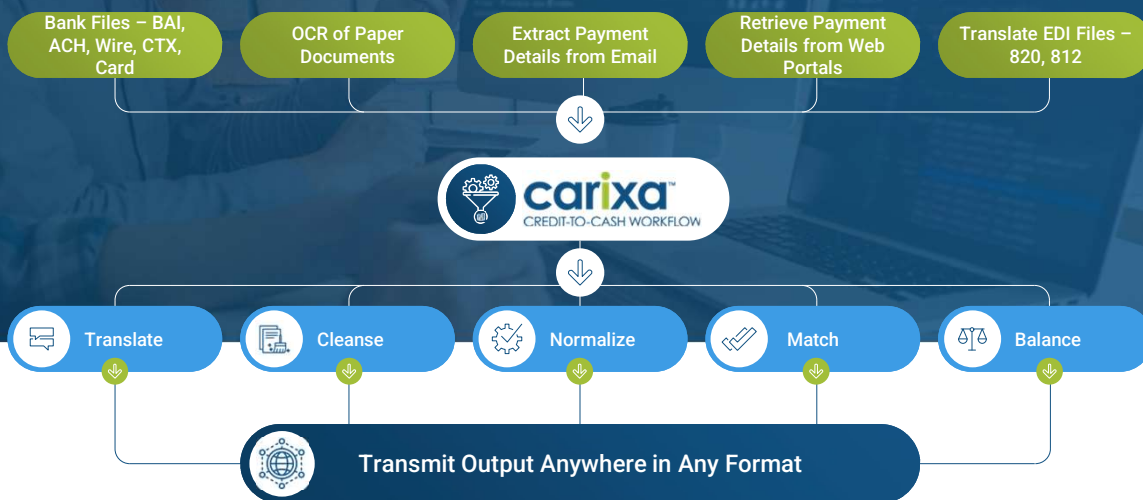 Bank Files – BAI,
ACH, Wire, CTX,
Card
OCR of Paper
Documents
Extract Payment
Details from Email
Retrieve Payment
Details from Web
Portals
Translate EDI Files –
820, 812
carixa™
CREDIT-TO-CASH WORKFLOW
Translate
Cleanse
Normalize
Match
Balance
Transmit Output Anywhere in Any Format